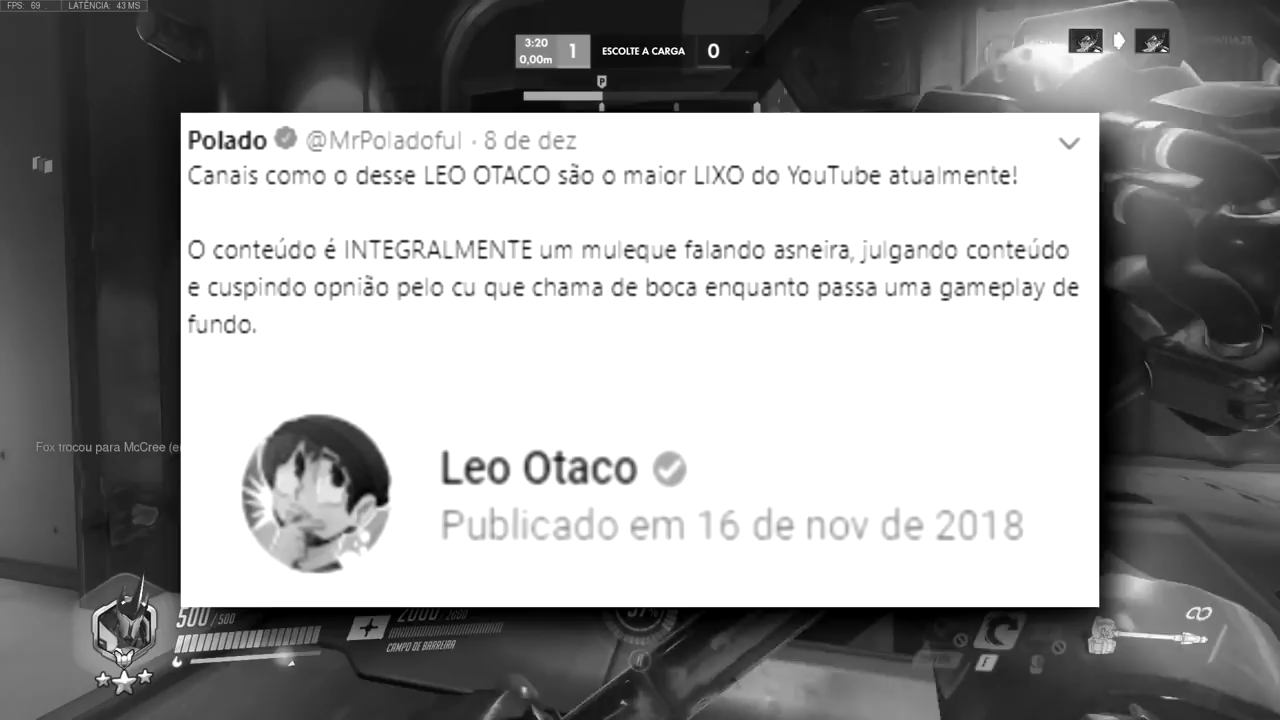 FPS: 69 LATÊNCIA: 43 MS
3:20
0,00m
1 ESCOLTE A CARGA 0 -
P
Polado @MrPoladoful · 8 de dez
Canais como o desse LEO OTACO são o maior LIXO do YouTube atualmente!
O conteúdo é INTEGRALMENTE um muleque falando asneira, julgando conteúdo
e cuspindo opnião pelo cu que chama de boca enquanto passa uma gameplay de
fundo.
Fox trocou para McCree (e
Leo Otaco
Publicado em 16 de nov de 2018
500/500
2000/2000
CAMPO DE BARREIRA
F